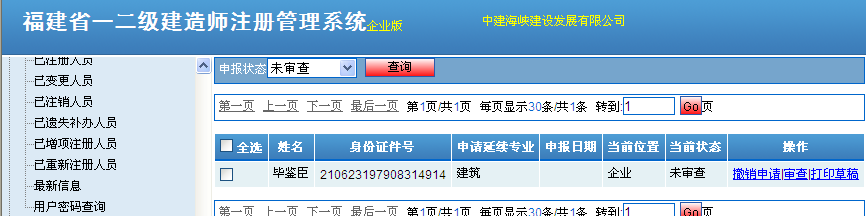 福建省一二级建造师注册管理系统企业版 中建海峡建设发展有限公司
已注册人员
已变更人员
已注销人员
已遗失补办人员
已增项注册人员
已重新注册人员
最新信息
用户密码查询
申报状态 未审查 查询
第一页 上一页 下一页 最后一页 第1页/共1页 每页显示30条/共1条 转到:1 Go页
全选 姓名 身份证件号 申请延续专业 申报日期 当前位置 当前状态 操作
毕鉴臣 210623197908314914 建筑 企业 未审查 撤销申请|审查|打印草稿
第一页 上一页 下一页 最后一页 第1页/共1页 每页显示30条/共1条 转到:1 Go页